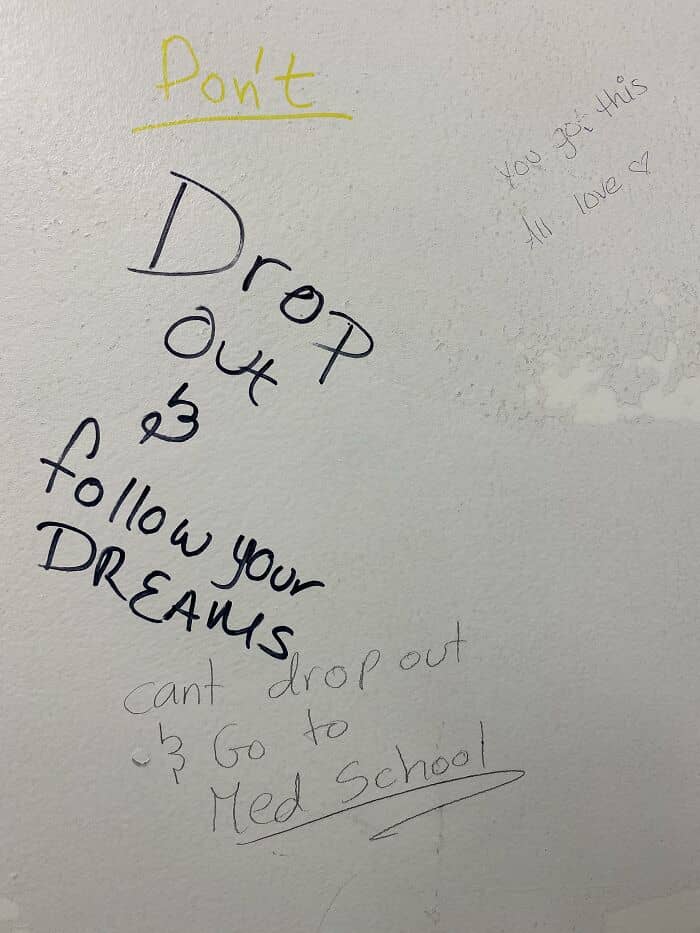 Don't
You got this
All love ♡
Drop
Out
&
follow your
DREAMS
cant drop out
& Go to
Med School